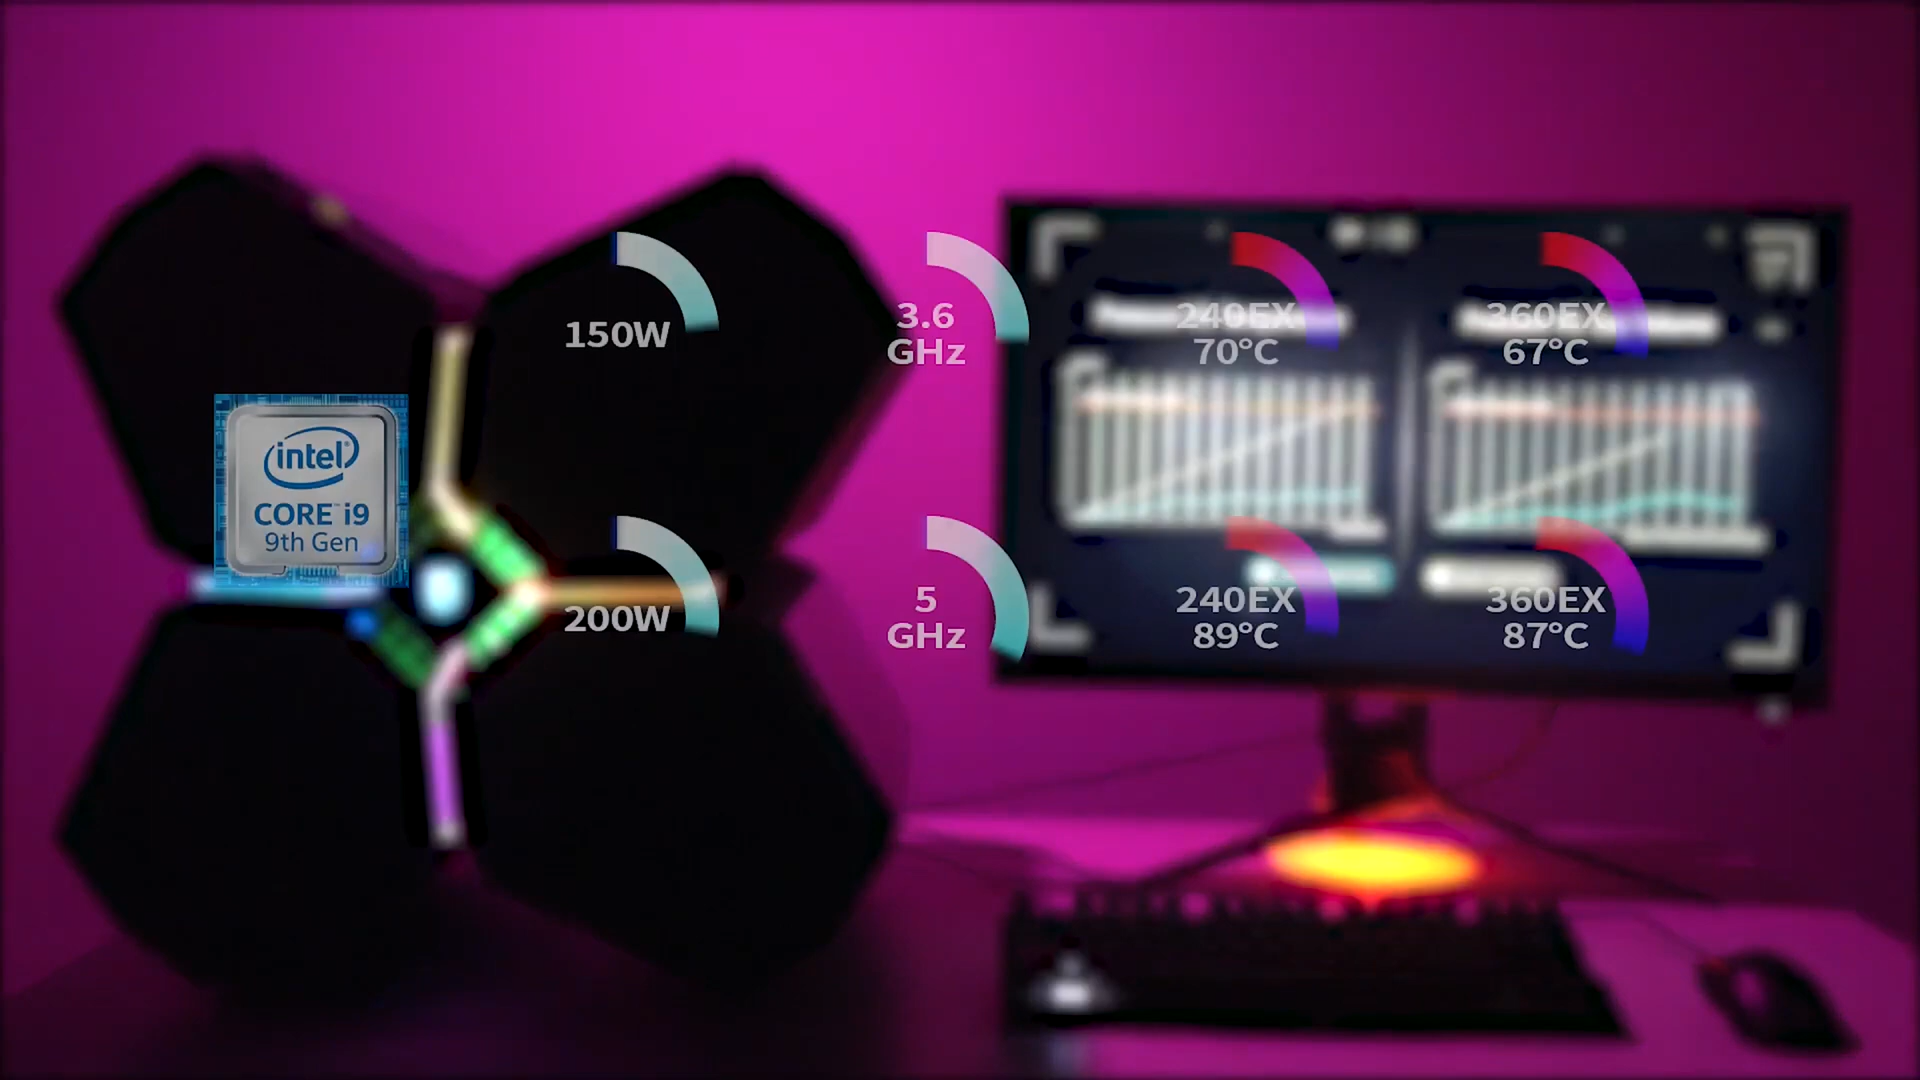 150W
3.6
GHz
240EX
70°C
360EX
67°C
intel®
CORE™ i9
9th Gen
200W
5
GHz
240EX
89°C
360EX
87°C